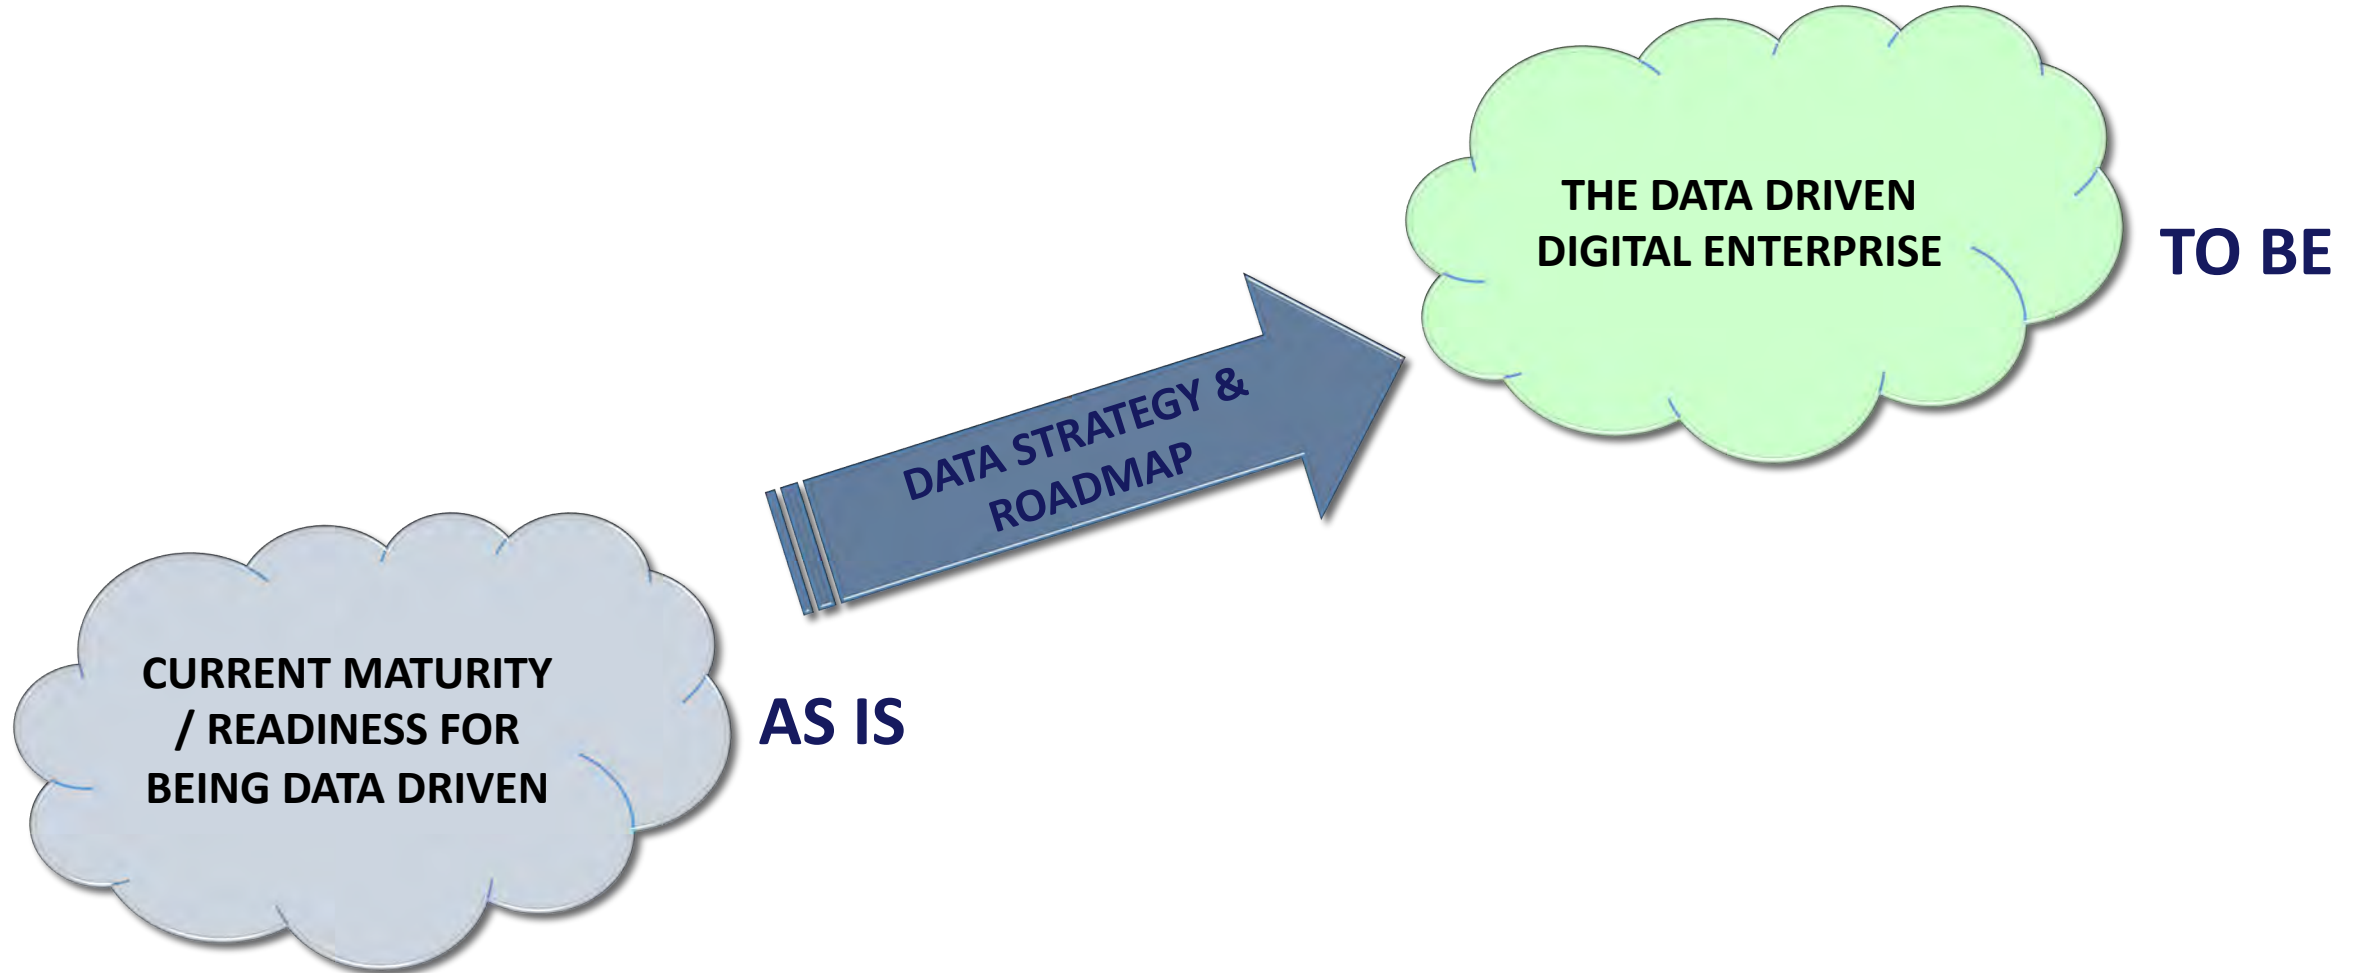 THE DATA DRIVEN
DIGITAL ENTERPRISE
TO BE
DATA STRATEGY &
ROADMAP
CURRENT MATURITY
/ READINESS FOR
BEING DATA DRIVEN
AS IS